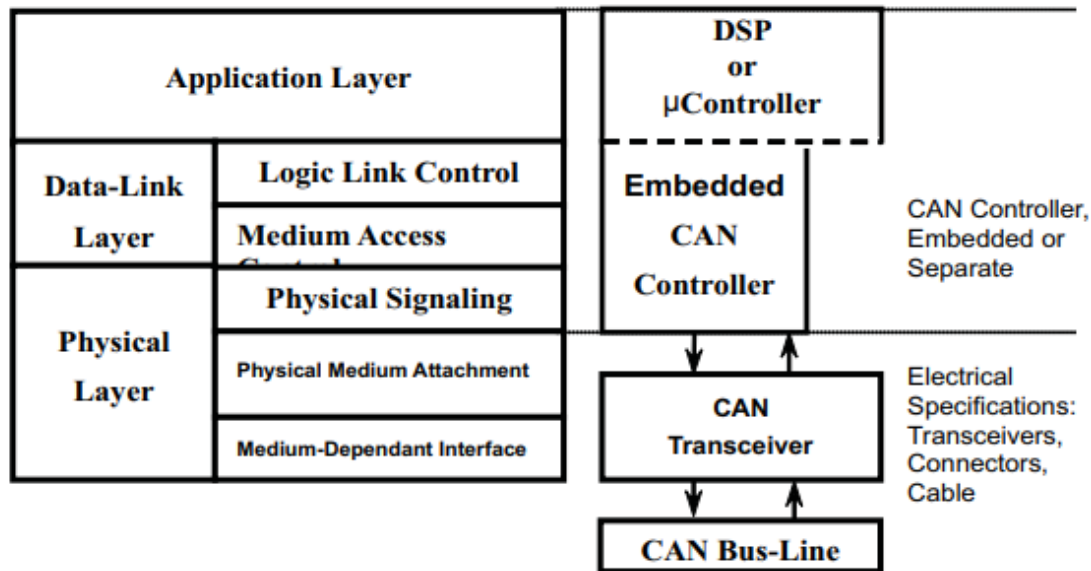 Application Layer
Data-Link
Layer
Logic Link Control
Medium Access
Physical
Layer
Physical Signaling
Physical Medium Attachment
Medium-Dependant Interface
DSP
or
µController
Embedded
CAN
Controller
CAN
Transceiver
CAN Bus-Line
CAN Controller,
Embedded or
Separate
Electrical
Specifications:
Transceivers,
Connectors,
Cable